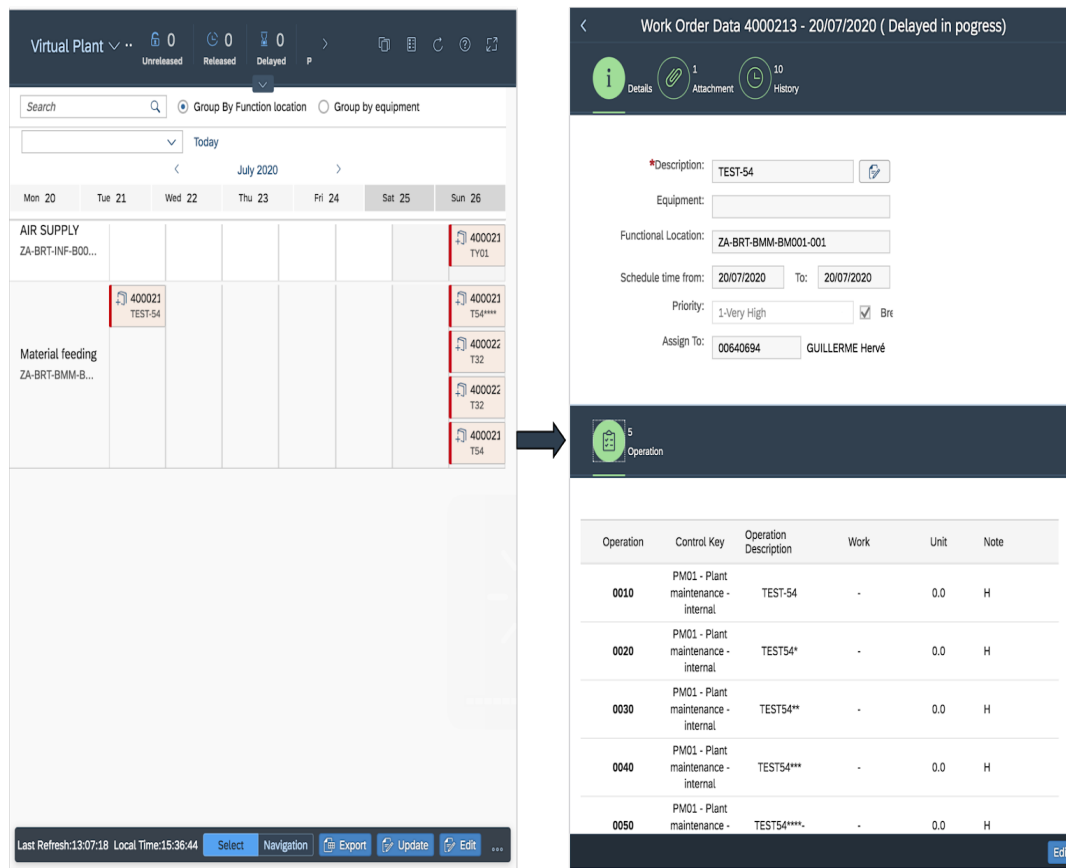 Virtual Plant ··
0
Unreleased
0
Released
0
Delayed
P
Search
Group By Function location
Group by equipment
Today
July 2020
Mon 20 Tue 21 Wed 22 Thu 23 Fri 24 Sat 25 Sun 26
AIR SUPPLY
ZA-BRT-INF-B00...
400021
TY01
Material feeding
ZA-BRT-BMM-B...
400021
TEST-54
400021
T54****
400022
T32
400022
T32
400021
T54
Last Refresh:13:07:18 Local Time:15:36:44 Select Navigation Export Update Edit ...
Work Order Data 4000213 - 20/07/2020 ( Delayed in pogress)
Details
1
Attachment
10
History
*Description: TEST-54
Equipment:
Functional Location: ZA-BRT-BMM-BM001-001
Schedule time from: 20/07/2020 To: 20/07/2020
Priority: 1-Very High Bre
Assign To: 00640694 GUILLERME Hervé
5
Operation
Operation Control Key Operation Description Work Unit Note
0010 PM01 - Plant maintenance - internal TEST-54 - 0.0 H
0020 PM01 - Plant maintenance - internal TEST54* - 0.0 H
0030 PM01 - Plant maintenance - internal TEST54** - 0.0 H
0040 PM01 - Plant maintenance - internal TEST54*** - 0.0 H
0050 PM01 - Plant maintenance - TEST54****- - 0.0 H
Edi